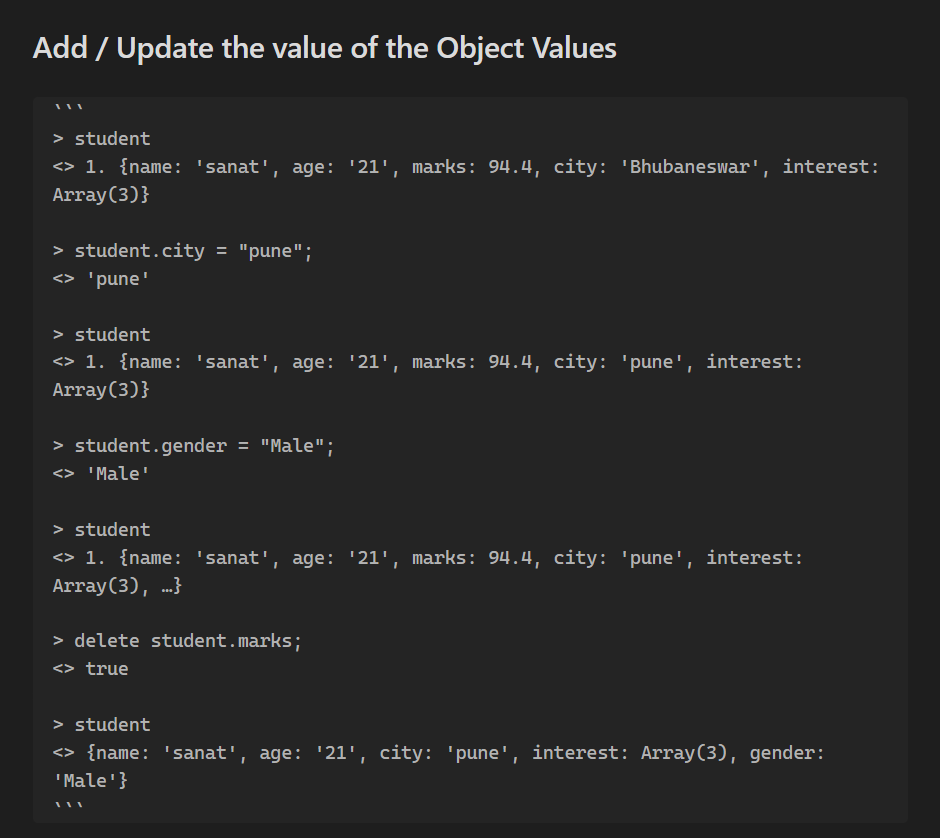 Add / Update the value of the Object Values
```
> student
<> 1. {name: 'sanat', age: '21', marks: 94.4, city: 'Bhubaneswar', interest:
Array(3)}
> student.city = "pune";
<> 'pune'
> student
<> 1. {name: 'sanat', age: '21', marks: 94.4, city: 'pune', interest:
Array(3)}
> student.gender = "Male";
<> 'Male'
> student
<> 1. {name: 'sanat', age: '21', marks: 94.4, city: 'pune', interest:
Array(3), …}
> delete student.marks;
<> true
> student
<> {name: 'sanat', age: '21', city: 'pune', interest: Array(3), gender:
'Male'}
```